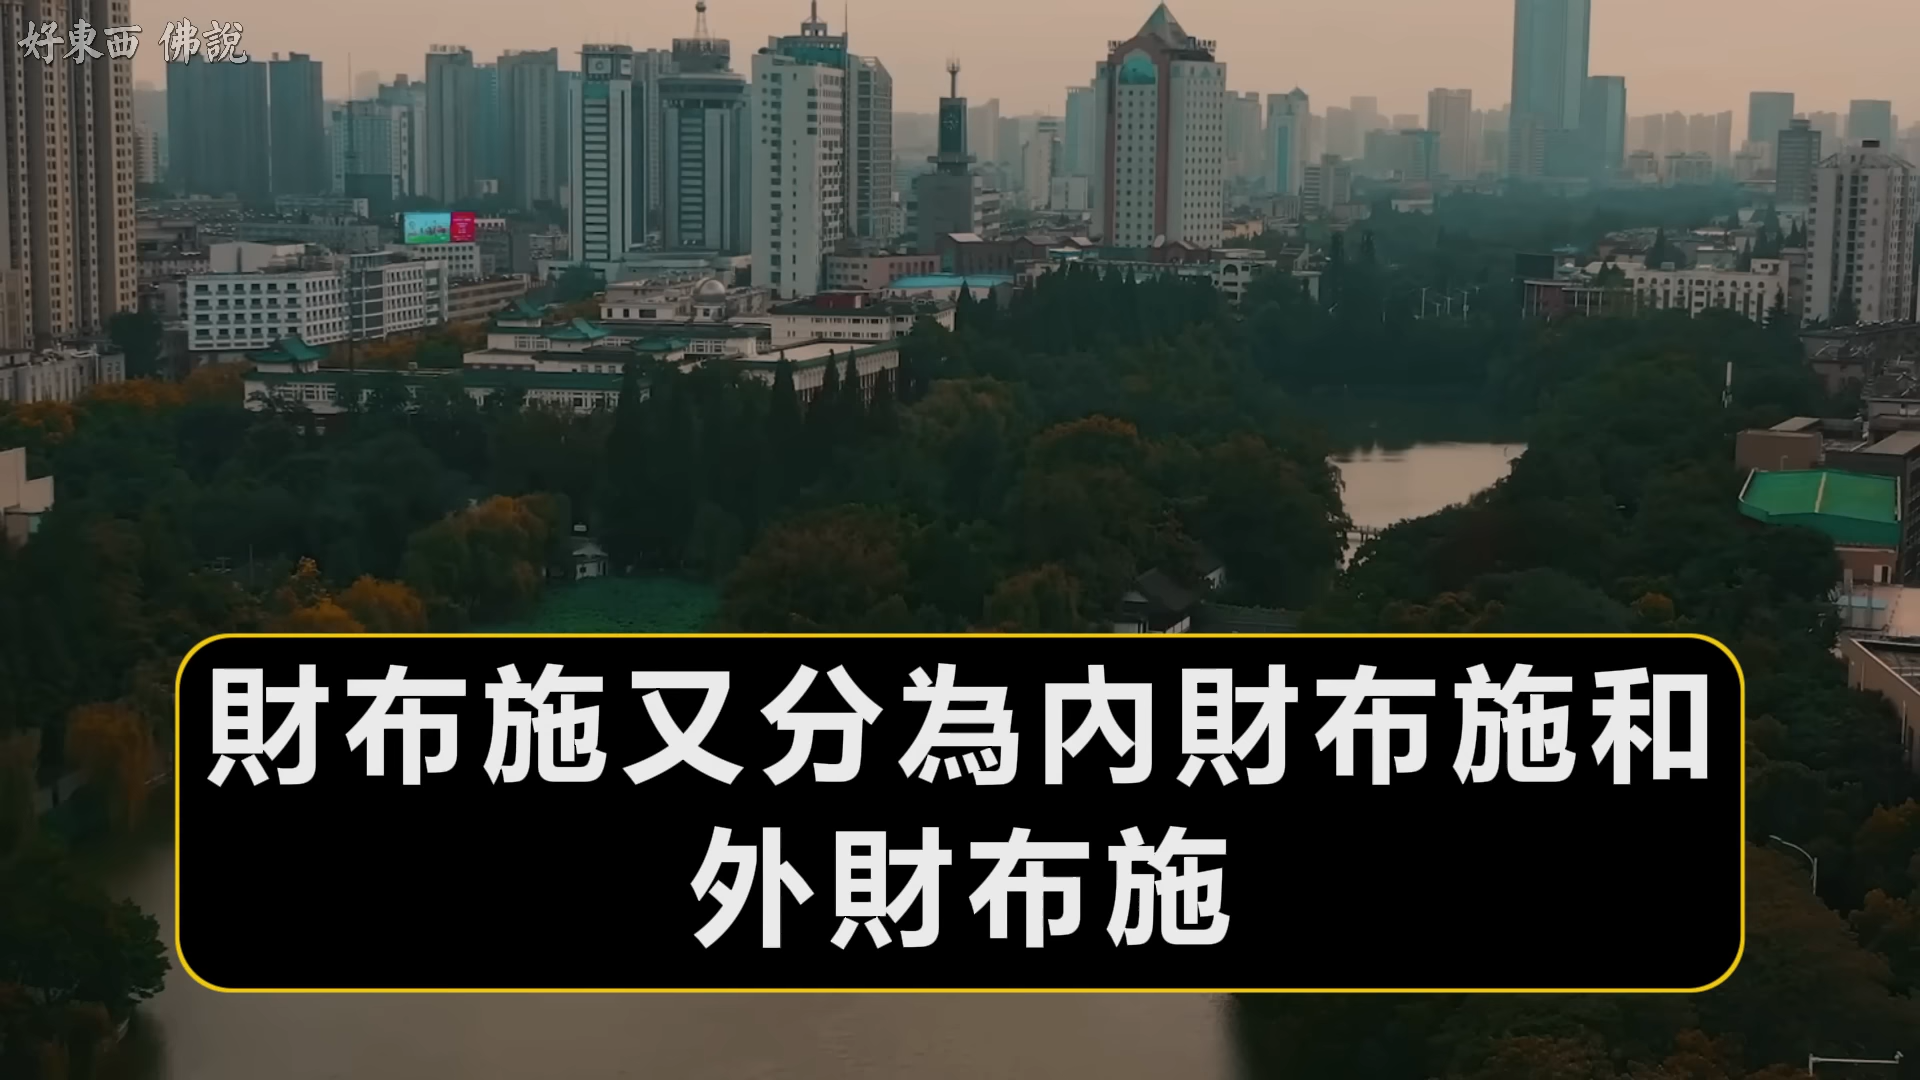 好東西 佛說
財布施又分為內財布施和
外財布施